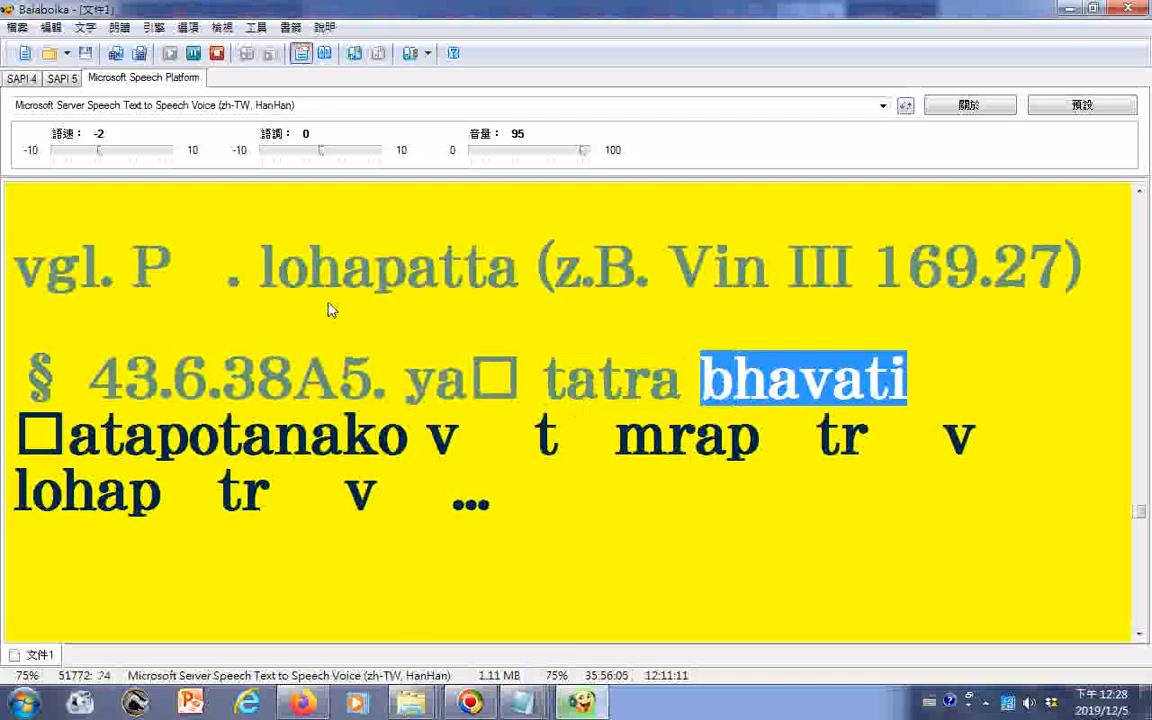 Balabolka - [文件1]
檔案 編輯 文字 朗讀 引擎 選項 檢視 工具 書籤 說明
SAPI 4 SAPI 5 Microsoft Speech Platform
Microsoft Server Speech Text to Speech Voice (zh-TW, HanHan) 關於 預設
語速: -2 語調: 0 音量: 95
-10 10 -10 10 0 100
vgl. P . lohapatta (z.B. Vin III 169.27)
§ 43.6.38A5. ya□ tatra bhavati
□atapotanako v t mrap tr v
lohap tr v ...
文件1
75% 51772: 24 Microsoft Server Speech Text to Speech Voice (zh-TW, HanHan) 1.11 MB 75% 35:56:05 12:11:11
下午 12:28
2019/12/5